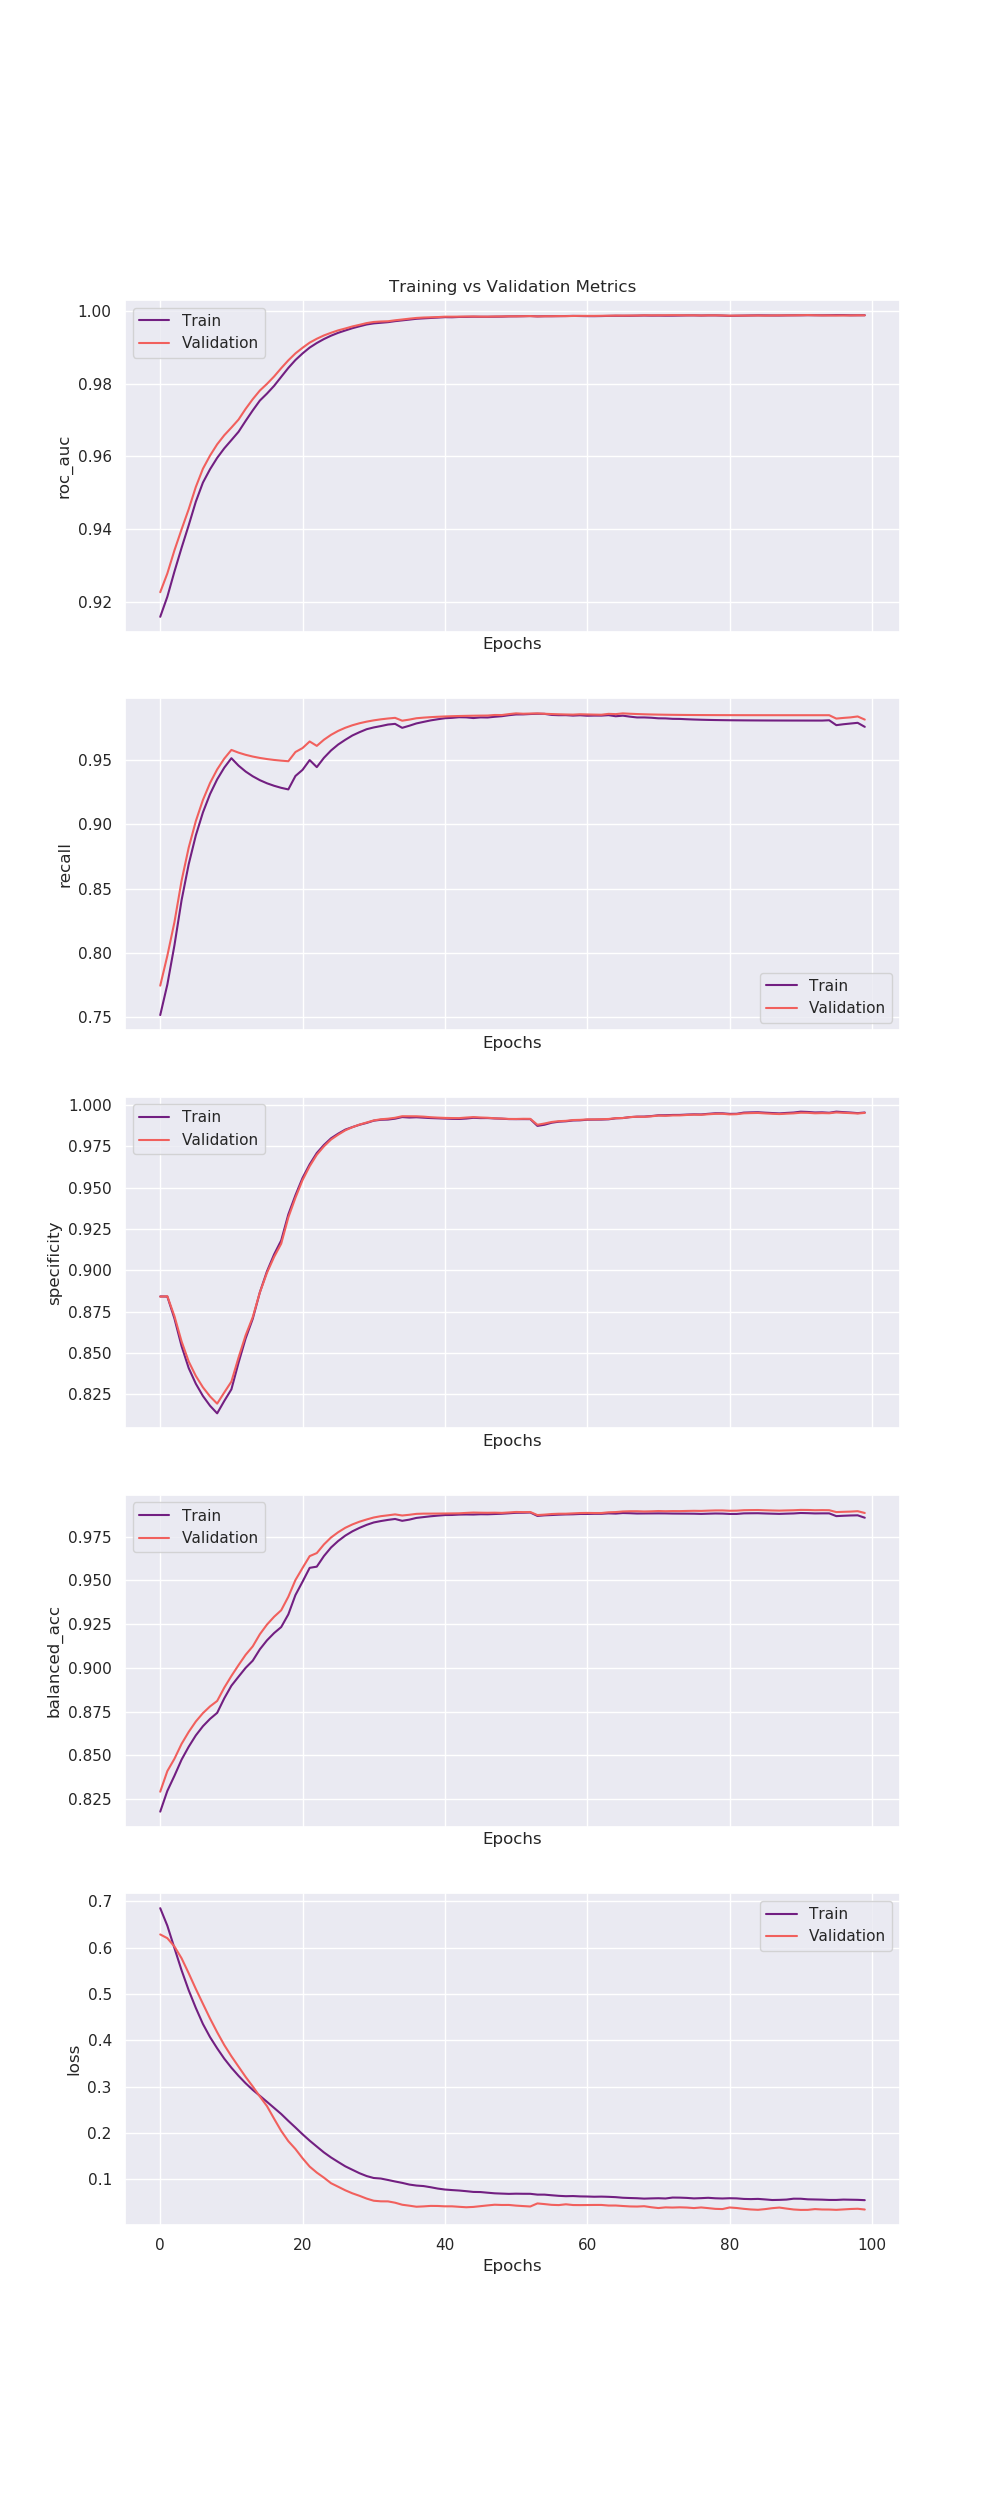 Training vs Validation Metrics
1.00
0.98
0.96
0.94
0.92
roc_auc
Train
Validation
Epochs
0.95
0.90
0.85
0.80
0.75
recall
Train
Validation
Epochs
1.000
0.975
0.950
0.925
0.900
0.875
0.850
0.825
specificity
Train
Validation
Epochs
0.975
0.950
0.925
0.900
0.875
0.850
0.825
balanced_acc
Train
Validation
Epochs
0.7
0.6
0.5
0.4
0.3
0.2
0.1
loss
Train
Validation
0 20 40 60 80 100
Epochs